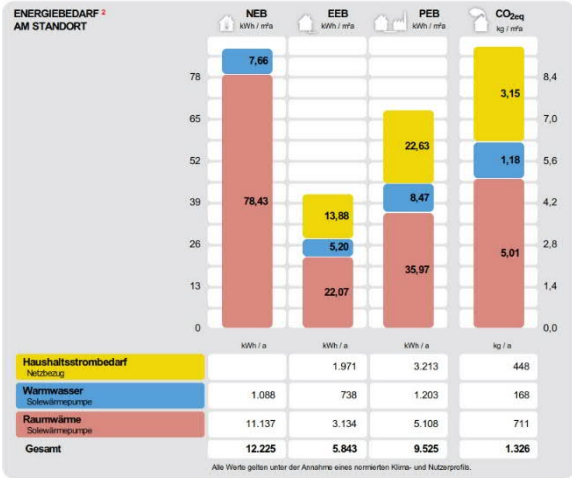 ENERGIEBEDARF ²
AM STANDORT
NEB
kWh / m²a
EEB
kWh / m²a
PEB
kWh / m²a
CO2eq
kg / m²a
78
65
52
39
26
13
0
7,66
78,43
13,88
5,20
22,07
22,63
8,47
35,97
3,15
1,18
5,01
8,4
7,0
5,6
4,2
2,8
1,4
0,0
kWh / a kWh / a kWh / a kg / a
Haushaltsstrombedarf 1.971 3.213 448
Netzbezug
Warmwasser 1.088 738 1.203 168
Solewärmepumpe
Raumwärme 11.137 3.134 5.108 711
Solewärmepumpe
Gesamt 12.225 5.843 9.525 1.326
Alle Werte gelten unter der Annahme eines normierten Klima- und Nutzerprofils.